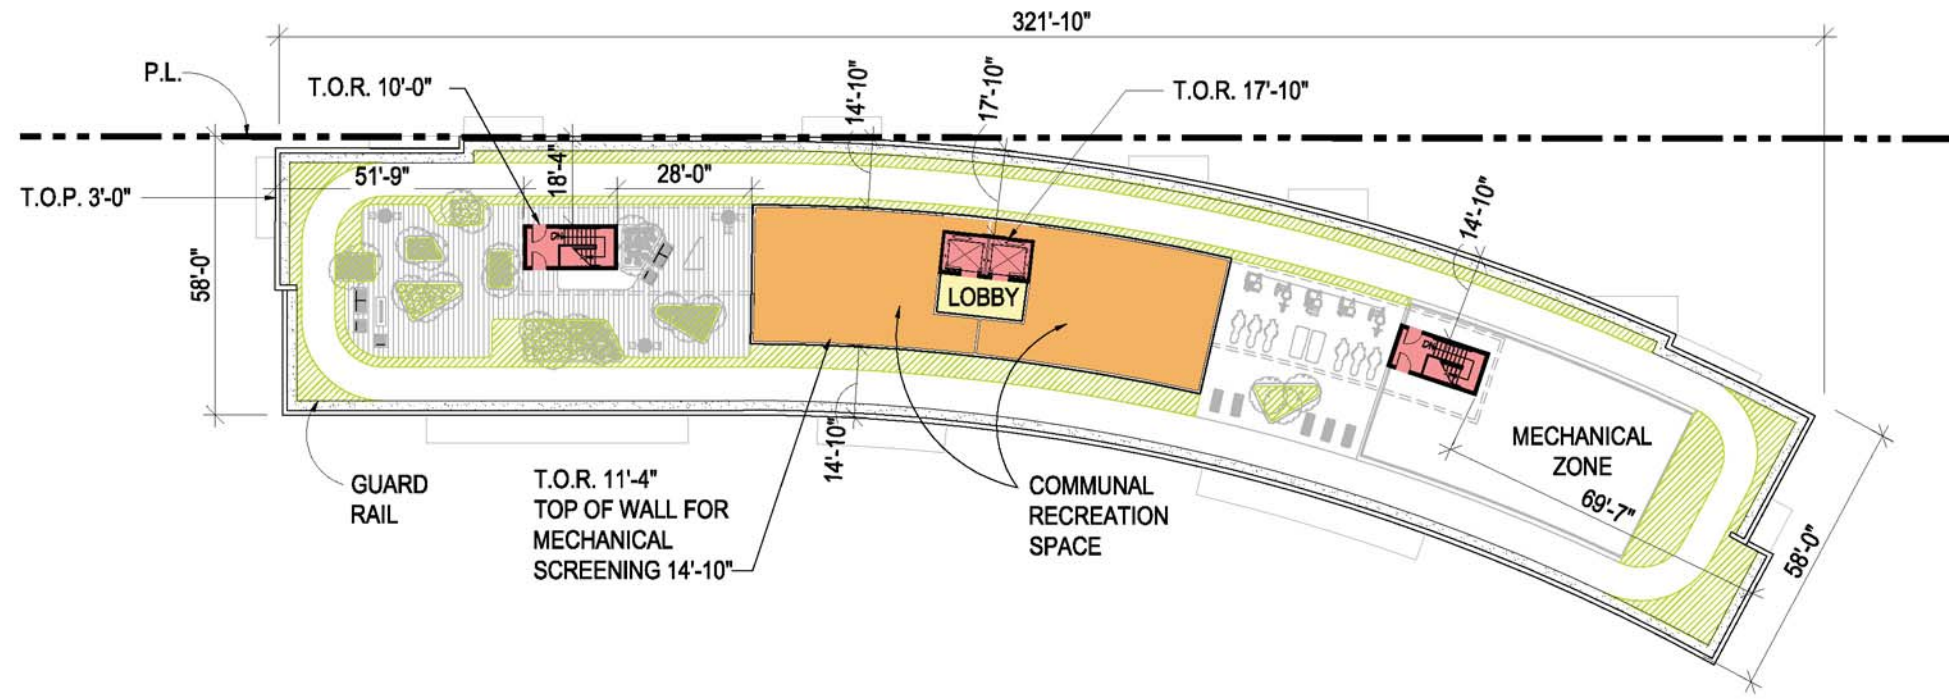 321'-10"
P.L.
T.O.R. 10'-0"
14'-10"
17'-10"
T.O.R. 17'-10"
T.O.P. 3'-0"
51'-9"
18'-4"
28'-0"
14'-10"
58'-0"
LOBBY
DN
14'-10"
GUARD
RAIL
T.O.R. 11'-4"
TOP OF WALL FOR
MECHANICAL
SCREENING 14'-10"
COMMUNAL
RECREATION
SPACE
MECHANICAL
ZONE
69'-7"
58'-0"